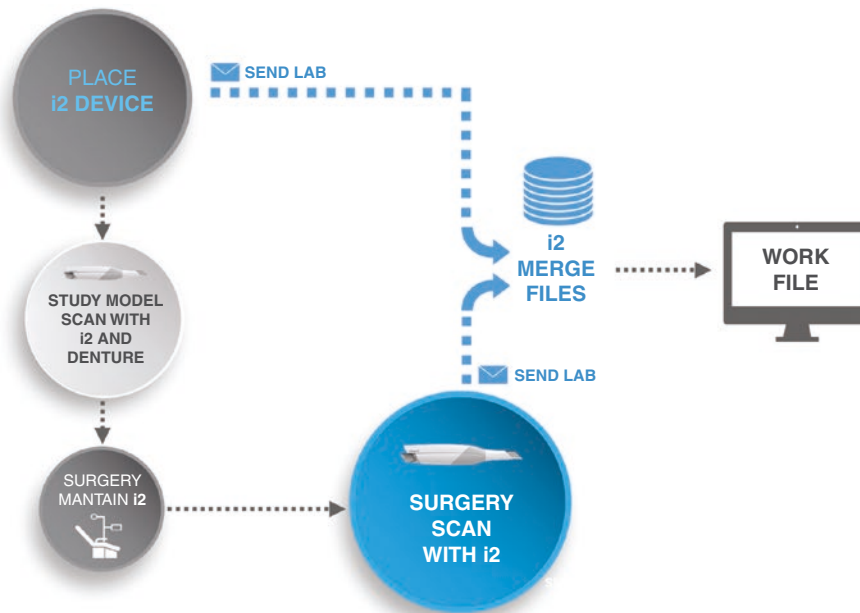 PLACE
i2 DEVICE
SEND LAB
i2
MERGE
FILES
WORK
FILE
STUDY MODEL
SCAN WITH
i2 AND
DENTURE
SEND LAB
SURGERY
MANTAIN i2
SURGERY
SCAN
WITH i2